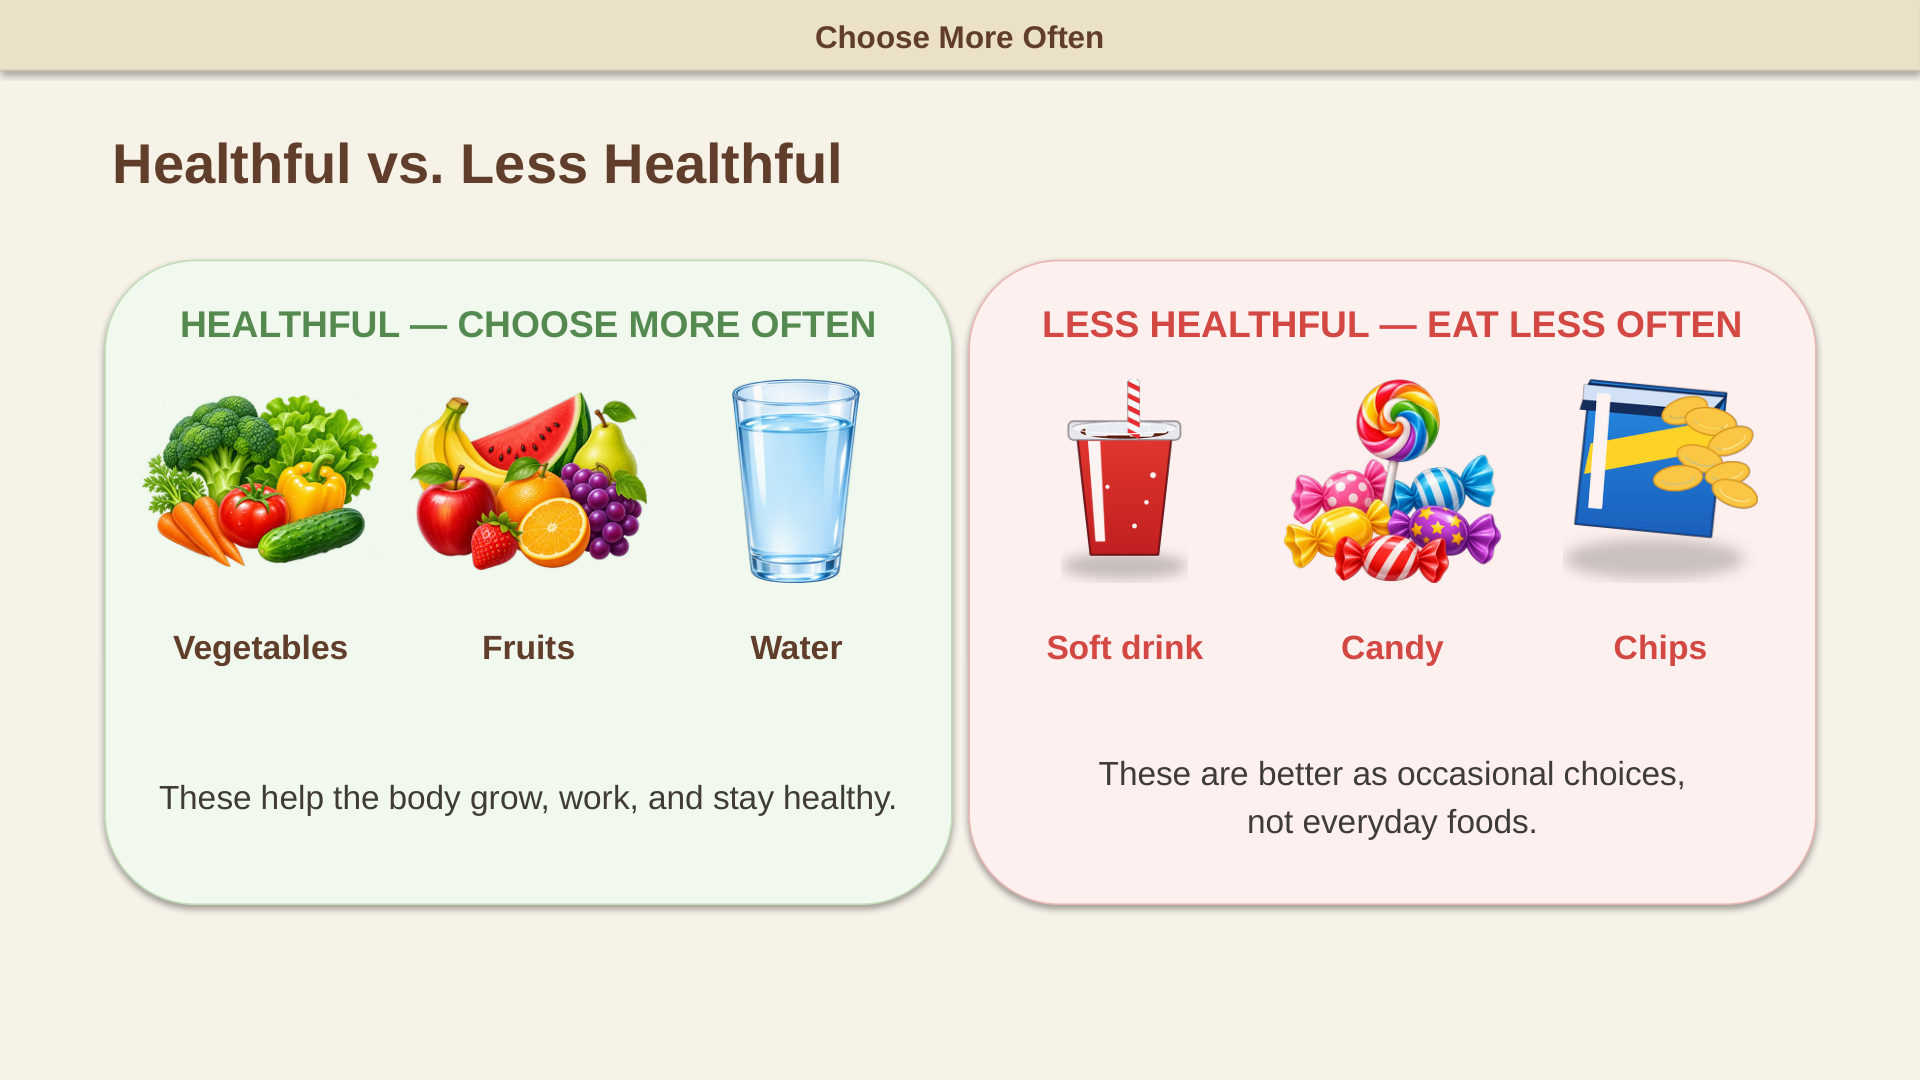 Choose More Often
Healthful vs. Less Healthful
HEALTHFUL — CHOOSE MORE OFTEN
Vegetables
Fruits
Water
These help the body grow, work, and stay healthy.
LESS HEALTHFUL — EAT LESS OFTEN
Soft drink
Candy
Chips
These are better as occasional choices,
not everyday foods.